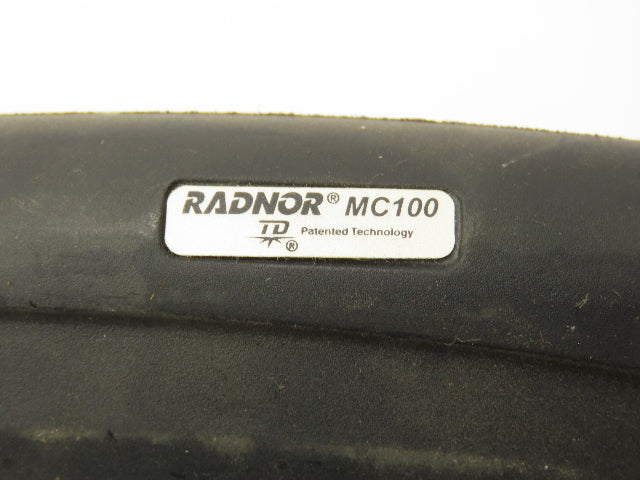 RADNOR® MC100
TD® Patented Technology